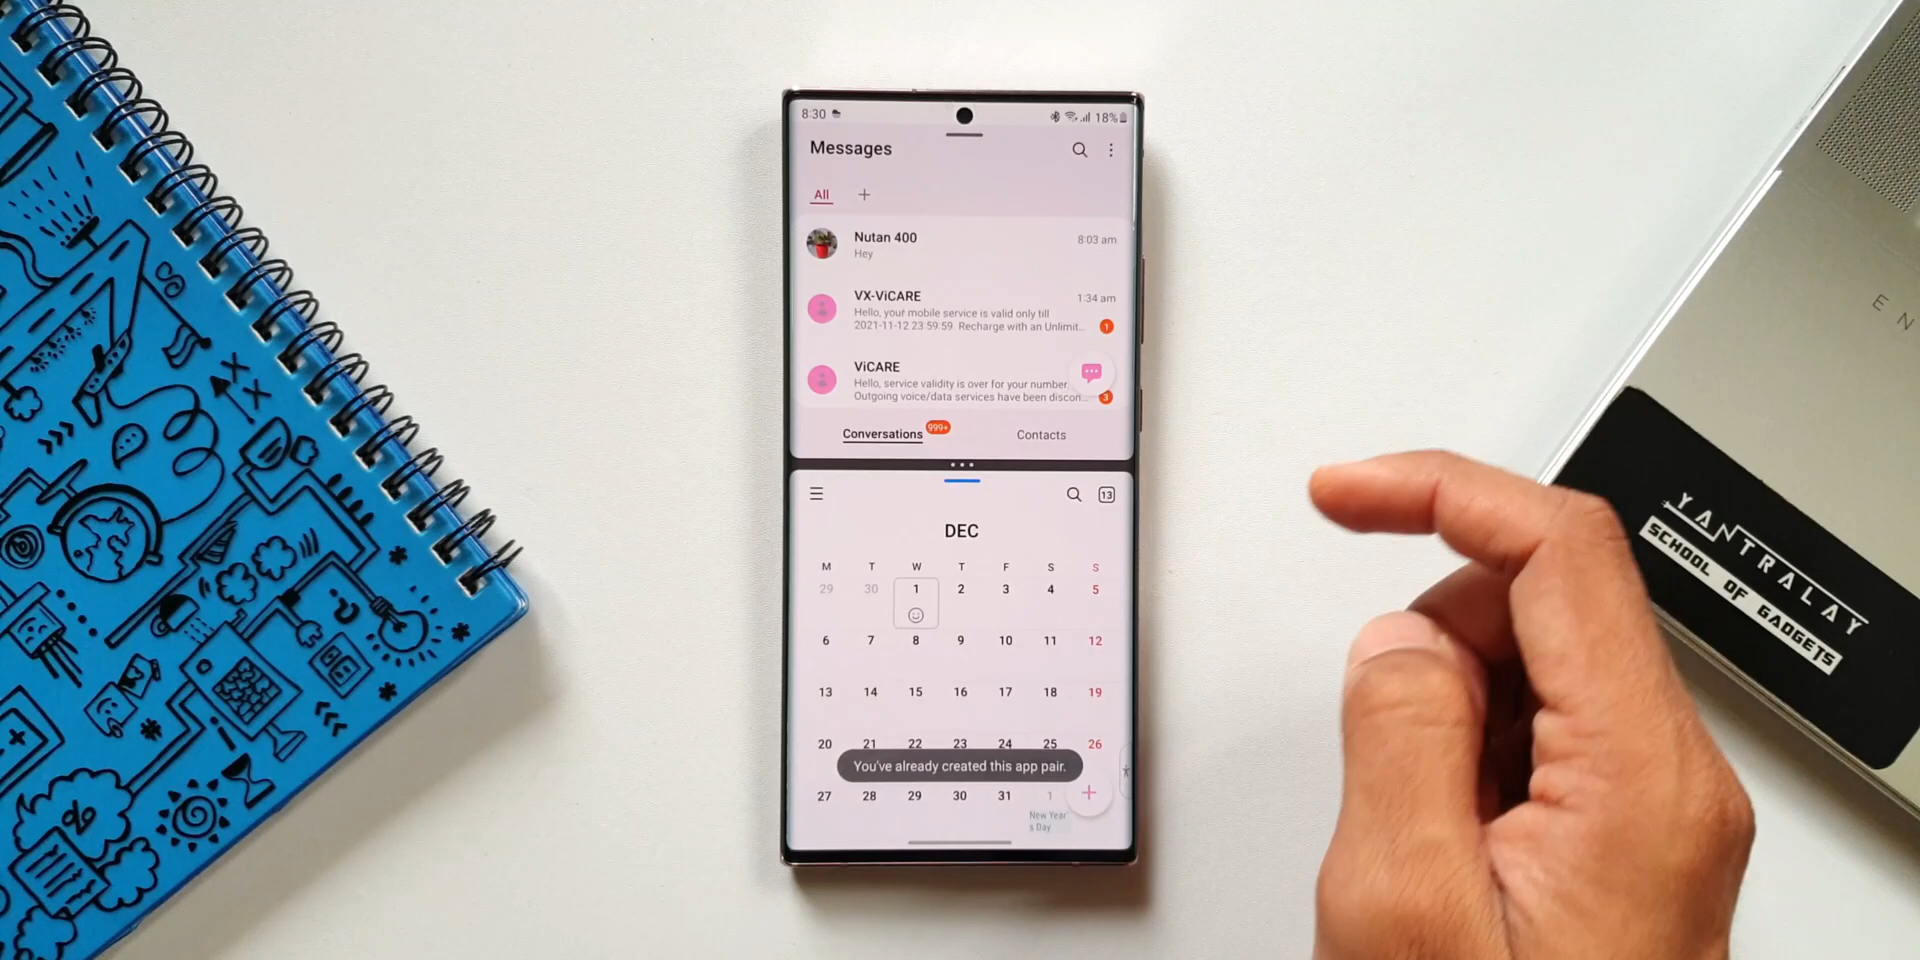 8:30
18%
Messages
All +
Nutan 400 8:03 am
Hey
VX-ViCARE 1:34 am
Hello, your mobile service is valid only till
2021-11-12 23:59:59. Recharge with an Unlimit... 1
ViCARE
Hello, service validity is over for your number.
Outgoing voice/data services have been discon... 3
Conversations 999+ Contacts
13
DEC
M T W T F S S
29 30 1 2 3 4 5
6 7 8 9 10 11 12
13 14 15 16 17 18 19
20 21 22 23 24 25 26
You've already created this app pair.
27 28 29 30 31 1
New Year'
s Day
E N
YANTRALAY
SCHOOL OF GADGETS